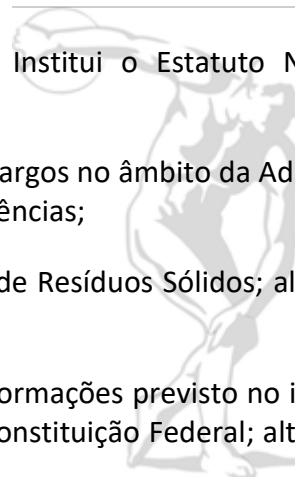 Institui o Estatuto N
argos no âmbito da Ad
ências;
de Resíduos Sólidos; al
ormações previsto no i
onstituição Federal; alt